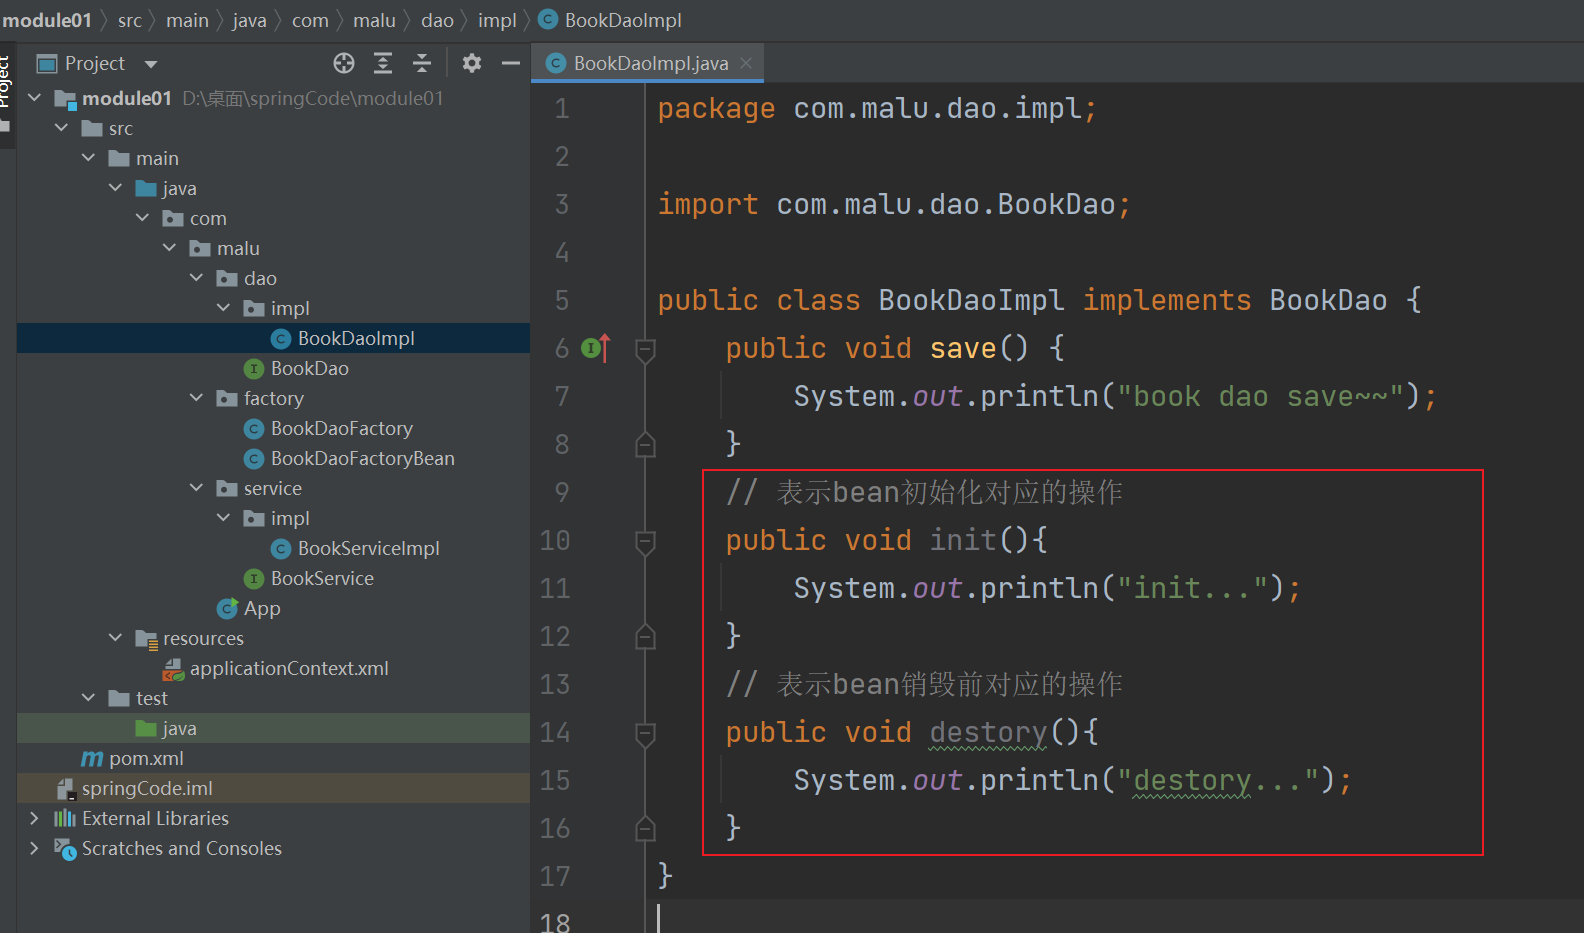 module01 src main java com malu dao impl BookDaoImpl
Project
Project
BookDaoImpl.java
module01 D:\桌面\springCode\module01
src
main
java
com
malu
dao
impl
BookDaoImpl
BookDao
factory
BookDaoFactory
BookDaoFactoryBean
service
impl
BookServiceImpl
BookService
App
resources
applicationContext.xml
test
java
pom.xml
springCode.iml
External Libraries
Scratches and Consoles
1 package com.malu.dao.impl;
2
3 import com.malu.dao.BookDao;
4
5 public class BookDaoImpl implements BookDao {
6 public void save() {
7 System.out.println("book dao save~~");
8 }
9 // 表示bean初始化对应的操作
10 public void init(){
11 System.out.println("init...");
12 }
13 // 表示bean销毁前对应的操作
14 public void destory(){
15 System.out.println("destory...");
16 }
17 }
18